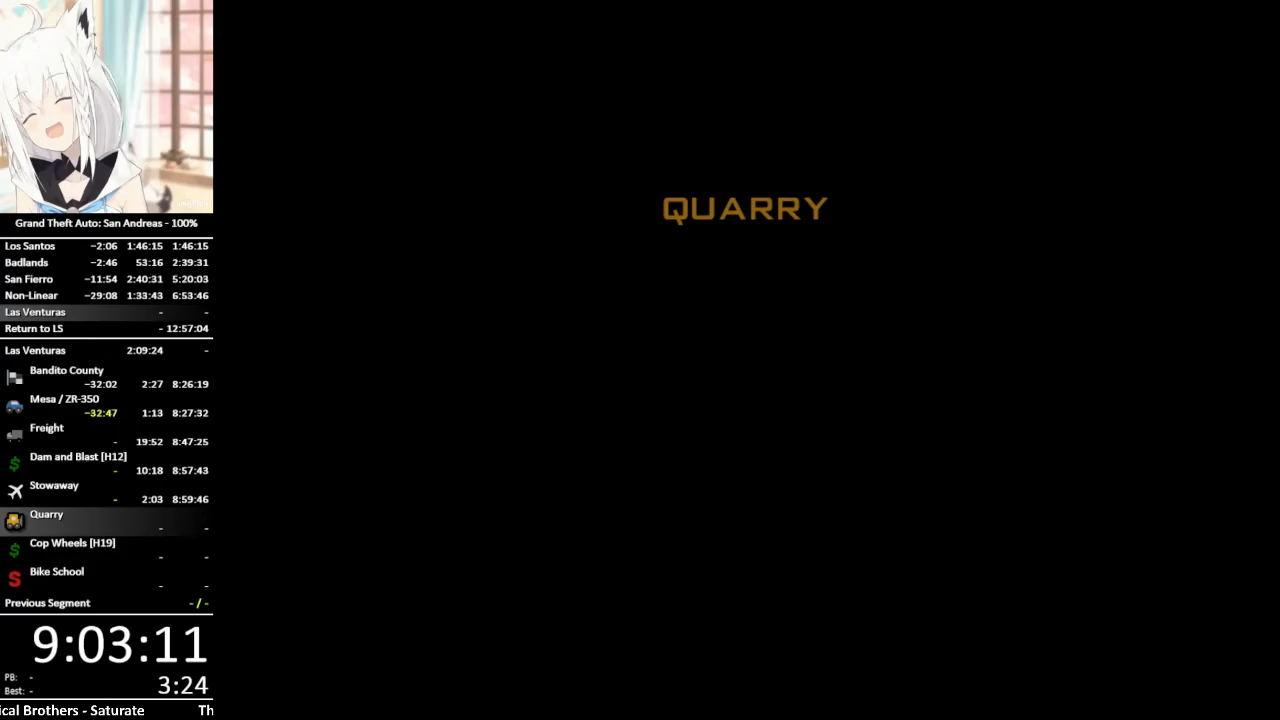 QUARRY
Grand Theft Auto: San Andreas - 100%
Los Santos −2:06 1:46:15 1:46:15
Badlands −2:46 53:16 2:39:31
San Fierro −11:54 2:40:31 5:20:03
Non-Linear −29:08 1:33:43 6:53:46
Las Venturas - -
Return to LS - 12:57:04
Las Venturas 2:09:24 -
Bandito County
−32:02 2:27 8:26:19
Mesa / ZR-350
−32:47 1:13 8:27:32
Freight
- 19:52 8:47:25
Dam and Blast [H12]
- 10:18 8:57:43
Stowaway
- 2:03 8:59:46
Quarry
- -
Cop Wheels [H19]
- -
Bike School
- -
Previous Segment - / -
9:03:11
PB: -
Best: - 3:24
ical Brothers - Saturate Th